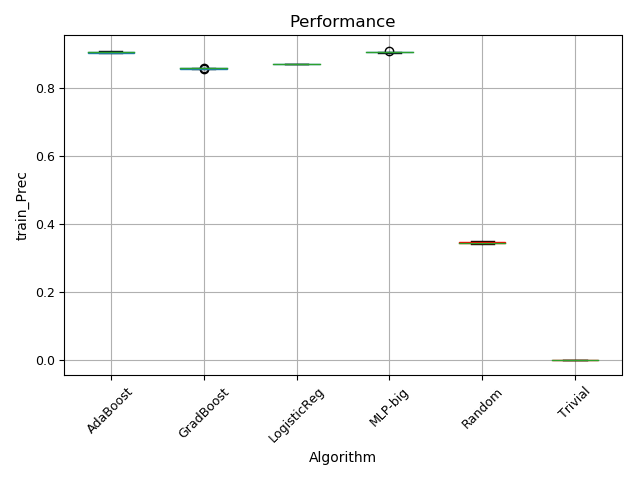 Performance
train_Prec
0.8
0.6
0.4
0.2
0.0
AdaBoost
GradBoost
LogisticReg
MLP-big
Random
Trivial
Algorithm